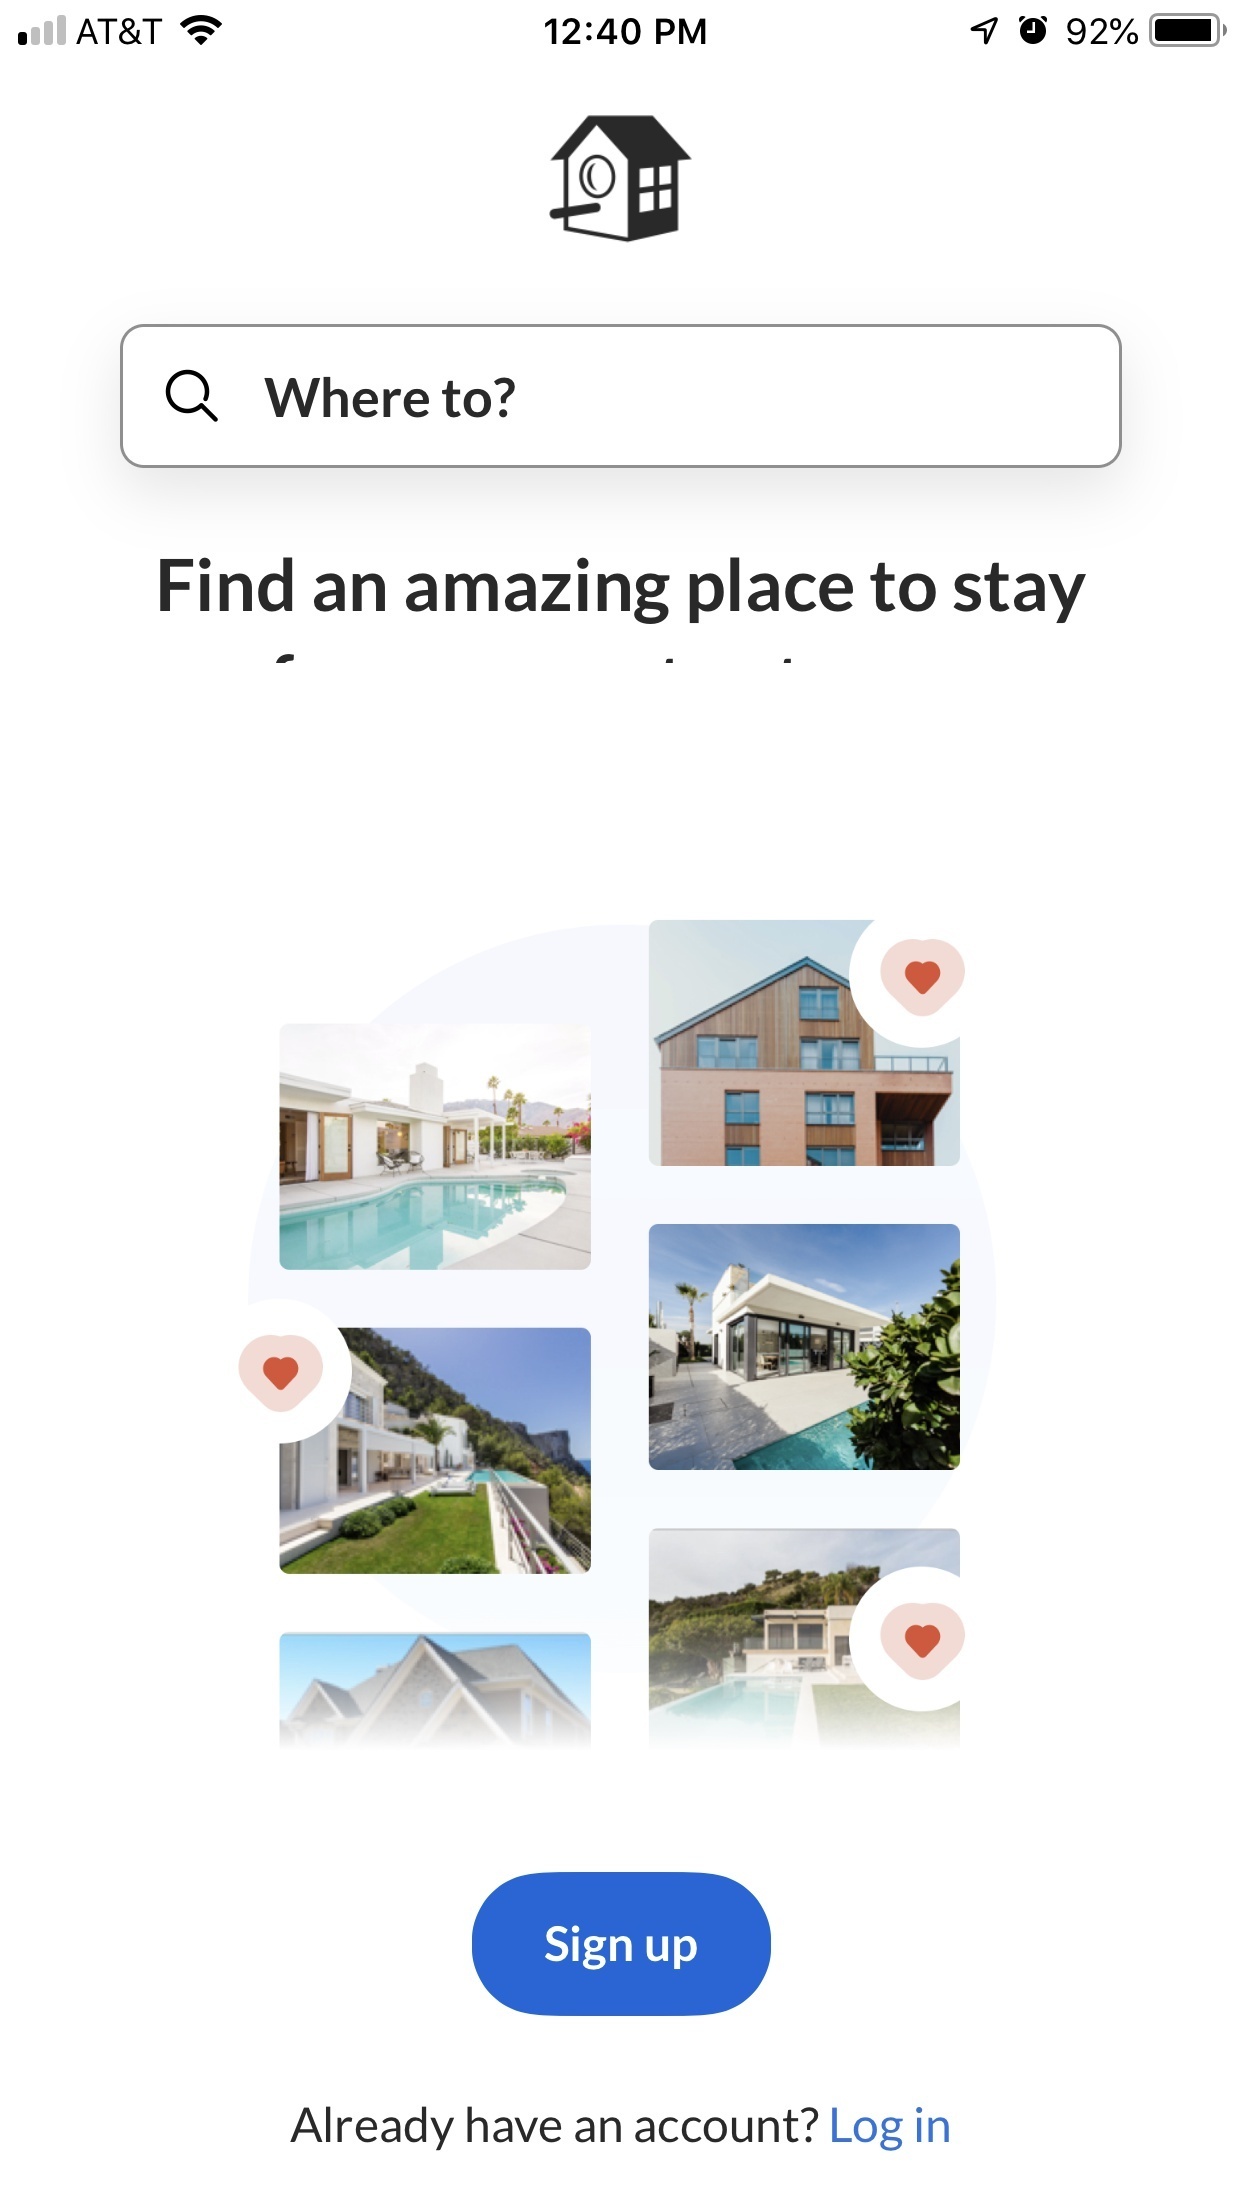 AT&T 12:40 PM 92%
Where to?
Find an amazing place to stay
Sign up
Already have an account? Log in